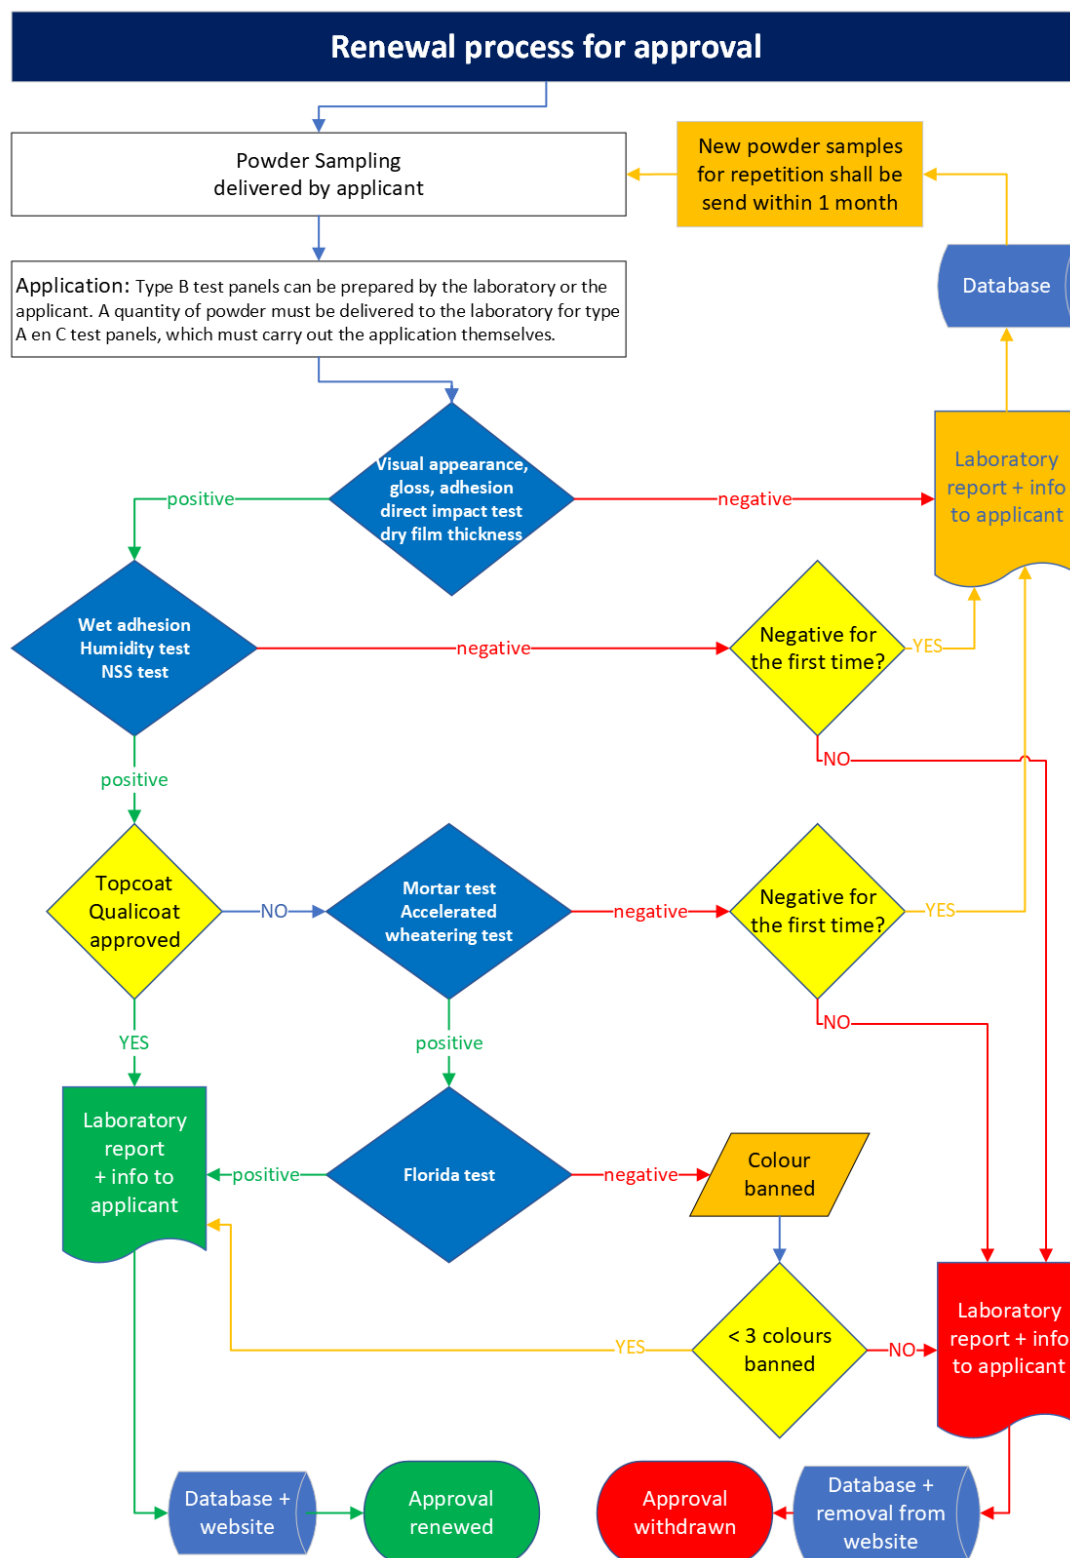 Renewal process for approval
Powder Sampling
delivered by applicant
New powder samples
for repetition shall be
send within 1 month
Application: Type B test panels can be prepared by the laboratory or the
applicant. A quantity of powder must be delivered to the laboratory for type
A en C test panels, which must carry out the application themselves.
Database
Visual appearance,
gloss, adhesion
direct impact test
dry film thickness
positive
negative
Laboratory
report + info
to applicant
Wet adhesion
Humidity test
NSS test
negative
Negative for
the first time?
YES
NO
positive
Topcoat
Qualicoat
approved
NO
Mortar test
Accelerated
wheatering test
negative
Negative for
the first time?
YES
NO
YES
positive
Laboratory
report
+ info to
applicant
positive
Florida test
negative
Colour
banned
< 3 colours
banned
YES
NO
Laboratory
report + info
to applicant
Database +
website
Approval
renewed
Approval
withdrawn
Database +
removal from
website